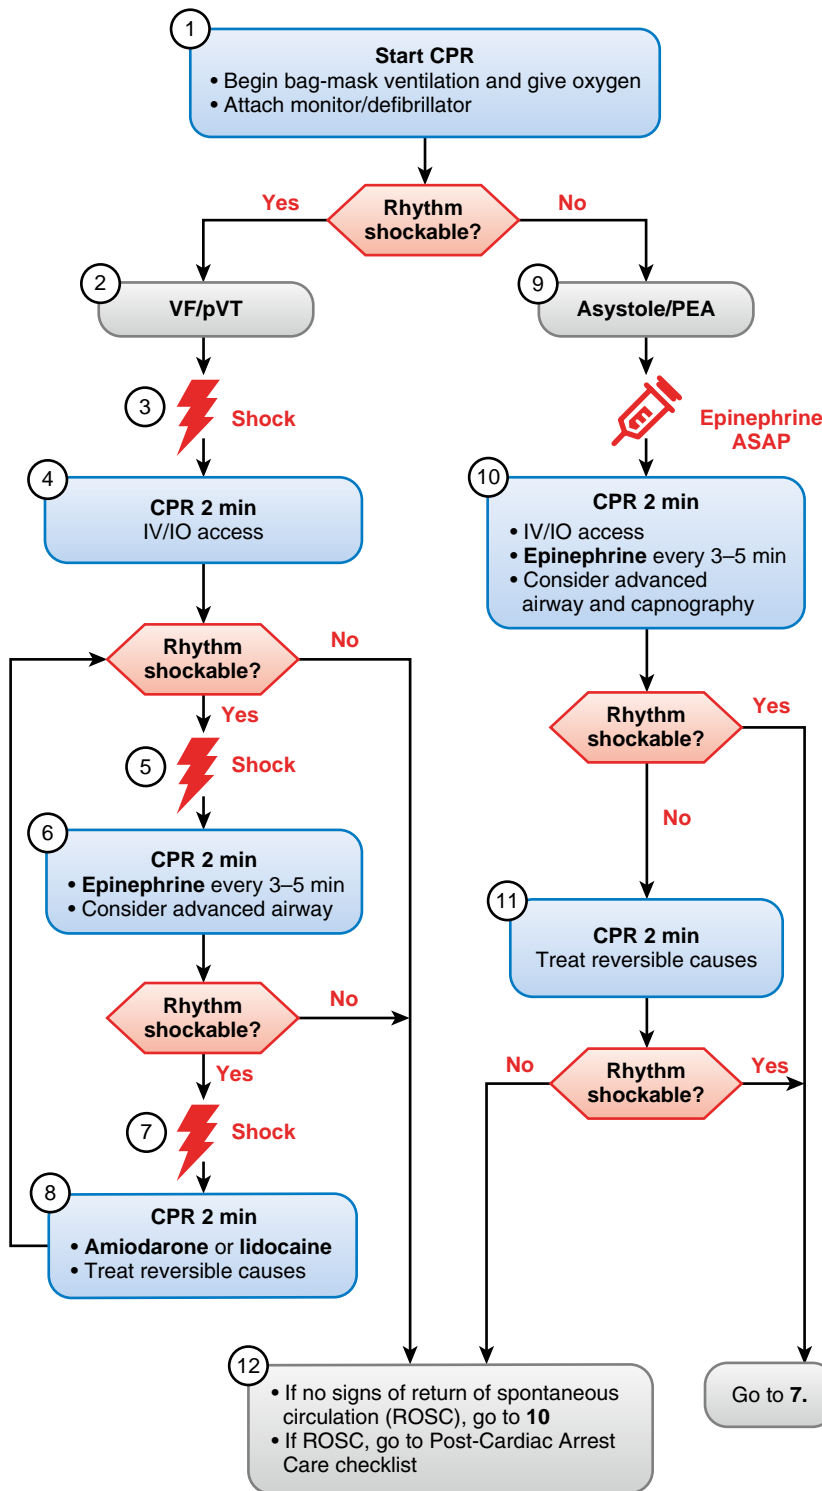 1
Start CPR
• Begin bag-mask ventilation and give oxygen
• Attach monitor/defibrillator
Yes
Rhythm
shockable?
No
2
VF/pVT
3
Shock
4
CPR 2 min
IV/IO access
Rhythm
shockable?
No
Yes
5
Shock
6
CPR 2 min
• Epinephrine every 3–5 min
• Consider advanced airway
Rhythm
shockable?
No
Yes
7
Shock
8
CPR 2 min
• Amiodarone or lidocaine
• Treat reversible causes
9
Asystole/PEA
Epinephrine
ASAP
10
CPR 2 min
• IV/IO access
• Epinephrine every 3–5 min
• Consider advanced
airway and capnography
Rhythm
shockable?
Yes
No
11
CPR 2 min
Treat reversible causes
No
Rhythm
shockable?
Yes
12
• If no signs of return of spontaneous
circulation (ROSC), go to 10
• If ROSC, go to Post-Cardiac Arrest
Care checklist
Go to 7.